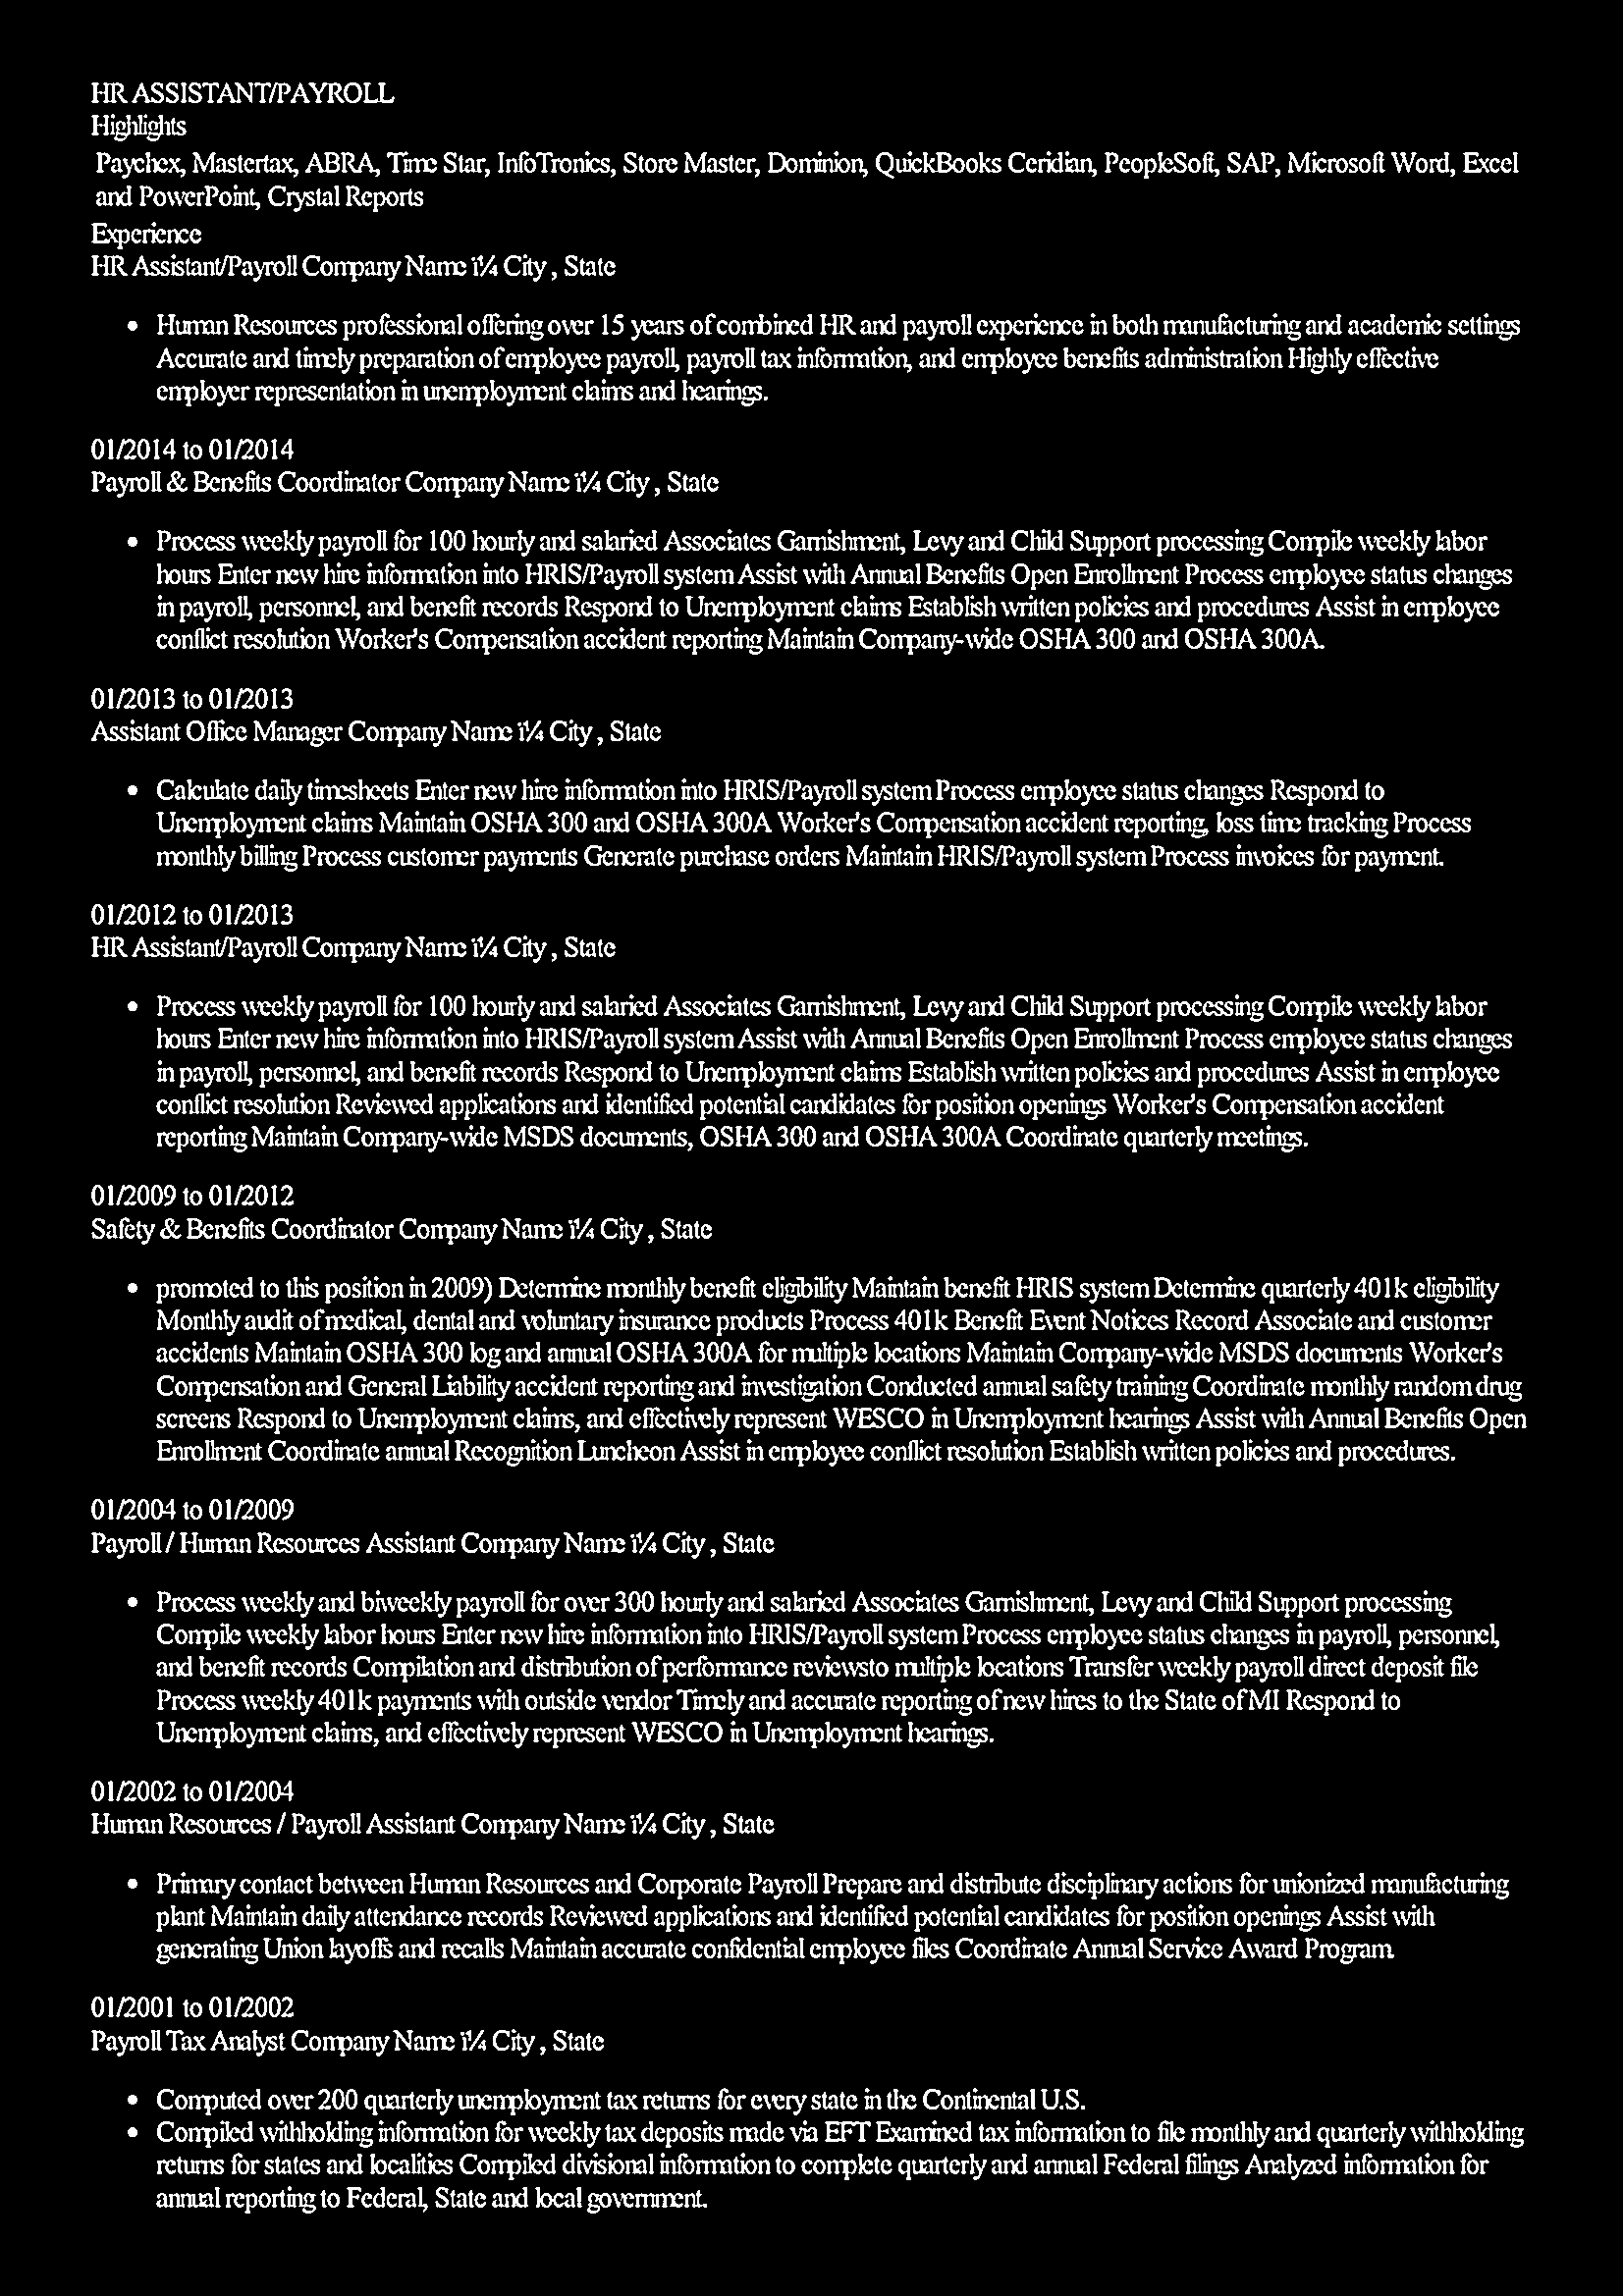 HR ASSISTANT/PAYROLL
Highlights
Paychex, Mastertax, ABRA, Time Star, InfoTronics, Store Master, Dominion, QuickBooks Ceridian, PeopleSoft, SAP, Microsoft Word, Excel
and PowerPoint, Crystal Reports
Experience
HR Assistant/Payroll Company Name ï¼ City , State
• Human Resources professional offering over 15 years of combined HR and payroll experience in both manufacturing and academic settings
Accurate and timely preparation of employee payroll, payroll tax information, and employee benefits administration Highly effective
employer representation in unemployment claims and hearings.
01/2014 to 01/2014
Payroll & Benefits Coordinator Company Name ï¼ City , State
• Process weekly payroll for 100 hourly and salaried Associates Garnishment, Levy and Child Support processing Compile weekly labor
hours Enter new hire information into HRIS/Payroll system Assist with Annual Benefits Open Enrollment Process employee status changes
in payroll, personnel, and benefit records Respond to Unemployment claims Establish written policies and procedures Assist in employee
conflict resolution Worker's Compensation accident reporting Maintain Company-wide OSHA 300 and OSHA 300A.
01/2013 to 01/2013
Assistant Office Manager Company Name ï¼ City , State
• Calculate daily timesheets Enter new hire information into HRIS/Payroll system Process employee status changes Respond to
Unemployment claims Maintain OSHA 300 and OSHA 300A Worker's Compensation accident reporting, loss time tracking Process
monthly billing Process customer payments Generate purchase orders Maintain HRIS/Payroll system Process invoices for payment.
01/2012 to 01/2013
HR Assistant/Payroll Company Name ï¼ City , State
• Process weekly payroll for 100 hourly and salaried Associates Garnishment, Levy and Child Support processing Compile weekly labor
hours Enter new hire information into HRIS/Payroll system Assist with Annual Benefits Open Enrollment Process employee status changes
in payroll, personnel, and benefit records Respond to Unemployment claims Establish written policies and procedures Assist in employee
conflict resolution Reviewed applications and identified potential candidates for position openings Worker's Compensation accident
reporting Maintain Company-wide MSDS documents, OSHA 300 and OSHA 300A Coordinate quarterly meetings.
01/2009 to 01/2012
Safety & Benefits Coordinator Company Name ï¼ City , State
• promoted to this position in 2009) Determine monthly benefit eligibility Maintain benefit HRIS system Determine quarterly 401k eligibility
Monthly audit of medical, dental and voluntary insurance products Process 401k Benefit Event Notices Record Associate and customer
accidents Maintain OSHA 300 log and annual OSHA 300A for multiple locations Maintain Company-wide MSDS documents Worker's
Compensation and General Liability accident reporting and investigation Conducted annual safety training Coordinate monthly random drug
screens Respond to Unemployment claims, and effectively represent WESCO in Unemployment hearings Assist with Annual Benefits Open
Enrollment Coordinate annual Recognition Luncheon Assist in employee conflict resolution Establish written policies and procedures.
01/2004 to 01/2009
Payroll / Human Resources Assistant Company Name ï¼ City , State
• Process weekly and biweekly payroll for over 300 hourly and salaried Associates Garnishment, Levy and Child Support processing
Compile weekly labor hours Enter new hire information into HRIS/Payroll system Process employee status changes in payroll, personnel,
and benefit records Compilation and distribution of performance reviewsto multiple locations Transfer weekly payroll direct deposit file
Process weekly 401k payments with outside vendor Timely and accurate reporting of new hires to the State of MI Respond to
Unemployment claims, and effectively represent WESCO in Unemployment hearings.
01/2002 to 01/2004
Human Resources / Payroll Assistant Company Name ï¼ City , State
• Primary contact between Human Resources and Corporate Payroll Prepare and distribute disciplinary actions for unionized manufacturing
plant Maintain daily attendance records Reviewed applications and identified potential candidates for position openings Assist with
generating Union layoffs and recalls Maintain accurate confidential employee files Coordinate Annual Service Award Program.
01/2001 to 01/2002
Payroll Tax Analyst Company Name ï¼ City , State
• Computed over 200 quarterly unemployment tax returns for every state in the Continental U.S.
• Compiled withholding information for weekly tax deposits made via EFT Examined tax information to file monthly and quarterly withholding
returns for states and localities Compiled divisional information to complete quarterly and annual Federal filings Analyzed information for
annual reporting to Federal, State and local government.